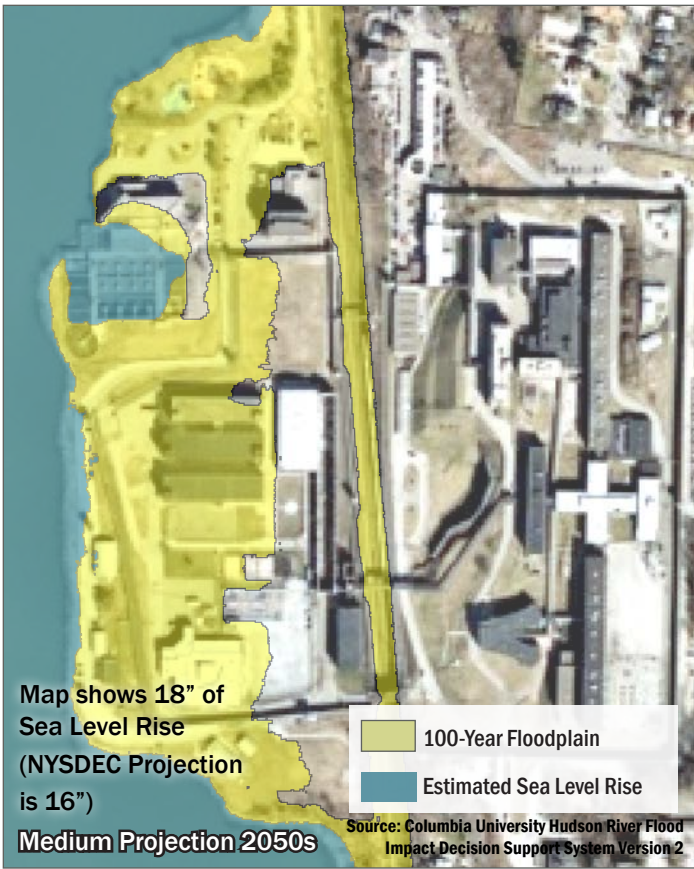 Map shows 18” of
Sea Level Rise
(NYSDEC Projection
is 16”)
Medium Projection 2050s
100-Year Floodplain
Estimated Sea Level Rise
Source: Columbia University Hudson River Flood
Impact Decision Support System Version 2